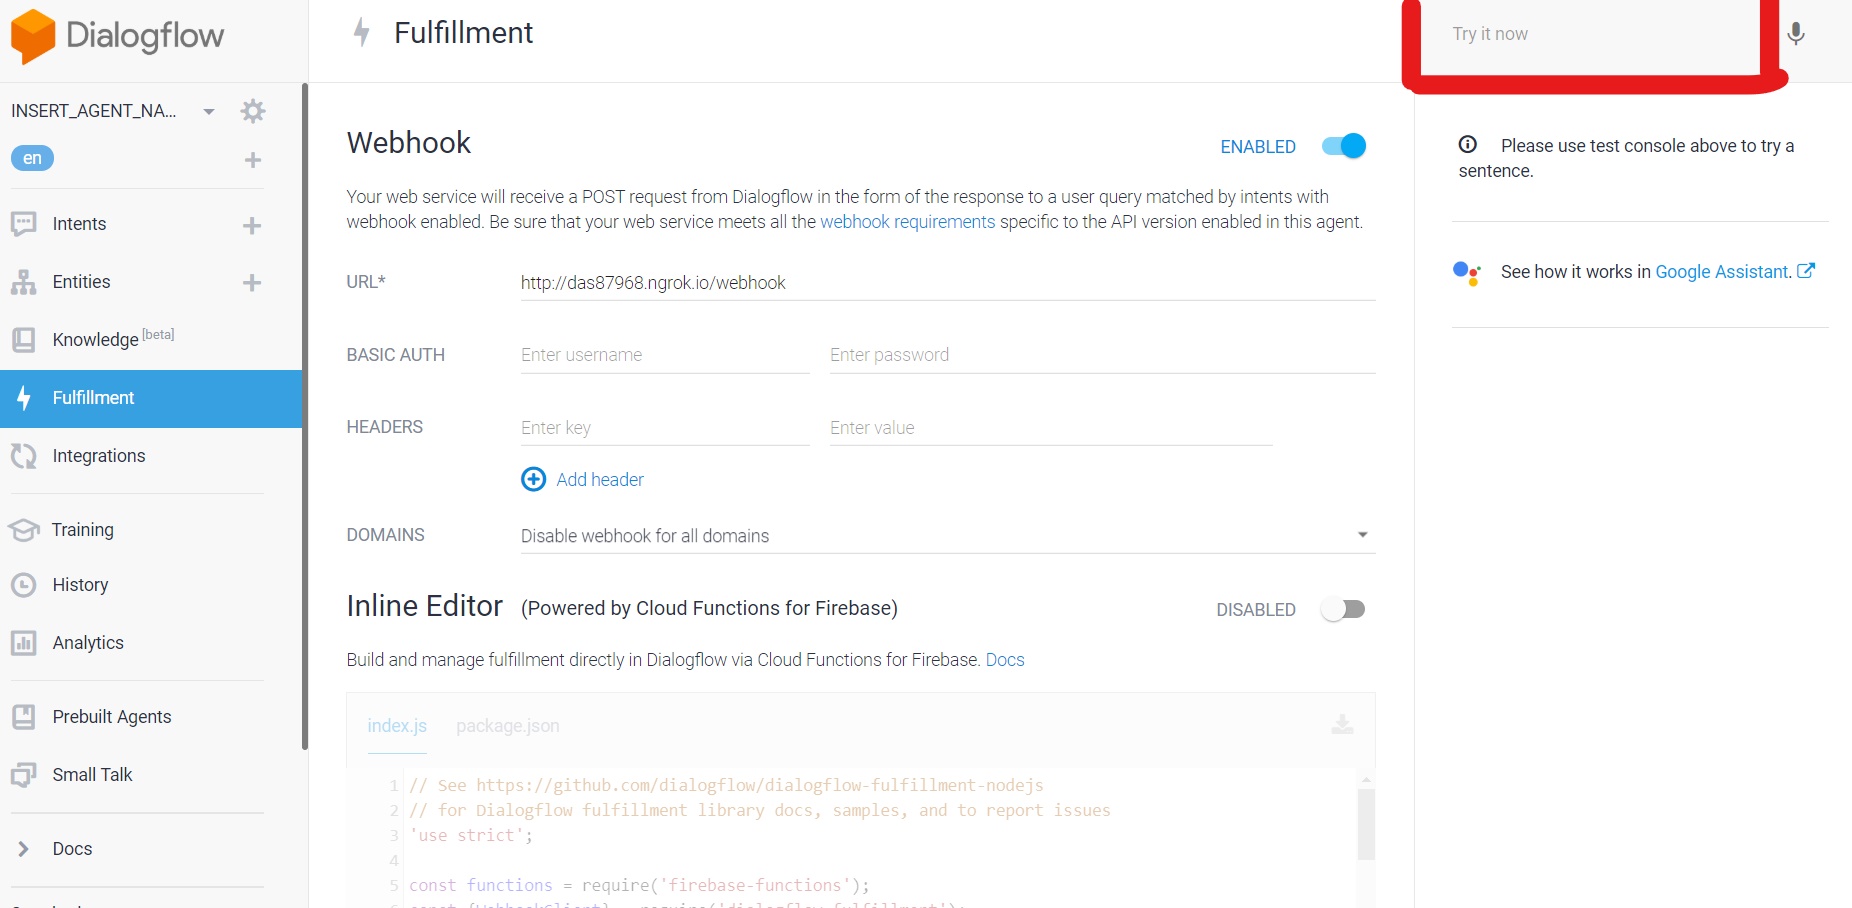 Dialogflow
INSERT_AGENT_NA...
en
Intents
Entities
Knowledge [beta]
Fulfillment
Integrations
Training
History
Analytics
Prebuilt Agents
Small Talk
Docs
Fulfillment
Webhook
ENABLED
Your web service will receive a POST request from Dialogflow in the form of the response to a user query matched by intents with
webhook enabled. Be sure that your web service meets all the webhook requirements specific to the API version enabled in this agent.
URL*
http://das87968.ngrok.io/webhook
BASIC AUTH
Enter username
Enter password
HEADERS
Enter key
Enter value
Add header
DOMAINS
Disable webhook for all domains
Inline Editor (Powered by Cloud Functions for Firebase)
DISABLED
Build and manage fulfillment directly in Dialogflow via Cloud Functions for Firebase. Docs
index.js
package.json
1 // See https://github.com/dialogflow/dialogflow-fulfillment-nodejs
2 // for Dialogflow fulfillment library docs, samples, and to report issues
3 'use strict';
4
5 const functions = require('firebase-functions');
Try it now
Please use test console above to try a
sentence.
See how it works in Google Assistant.